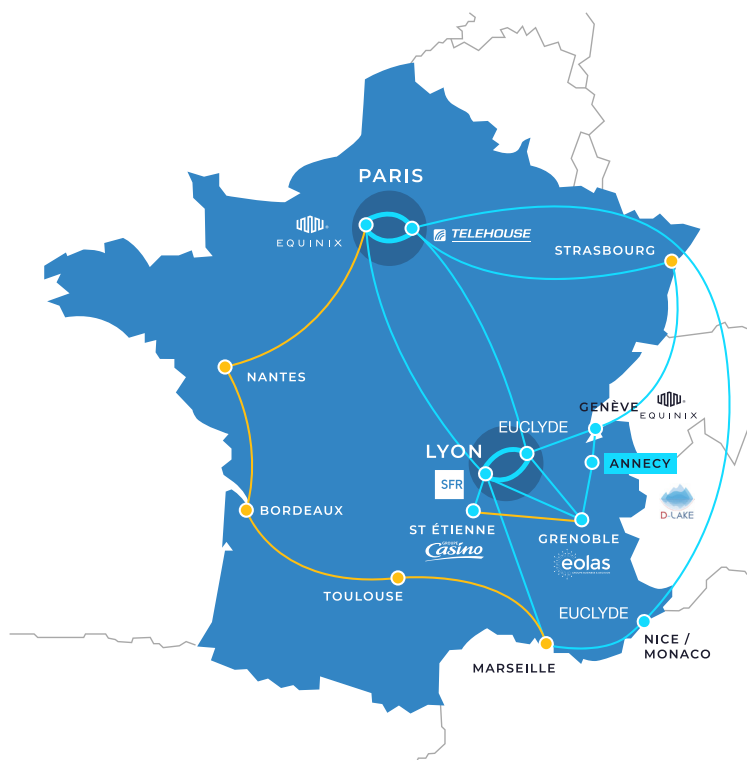 PARIS
EQUINIX
TELEHOUSE
STRASBOURG
NANTES
GENÈVE
EQUINIX
EUCLYDE
LYON
ANNECY
SFR
D-LAKE
BORDEAUX
ST ÉTIENNE
GROUPE
Casino
GRENOBLE
eolas
TOULOUSE
EUCLYDE
NICE /
MONACO
MARSEILLE